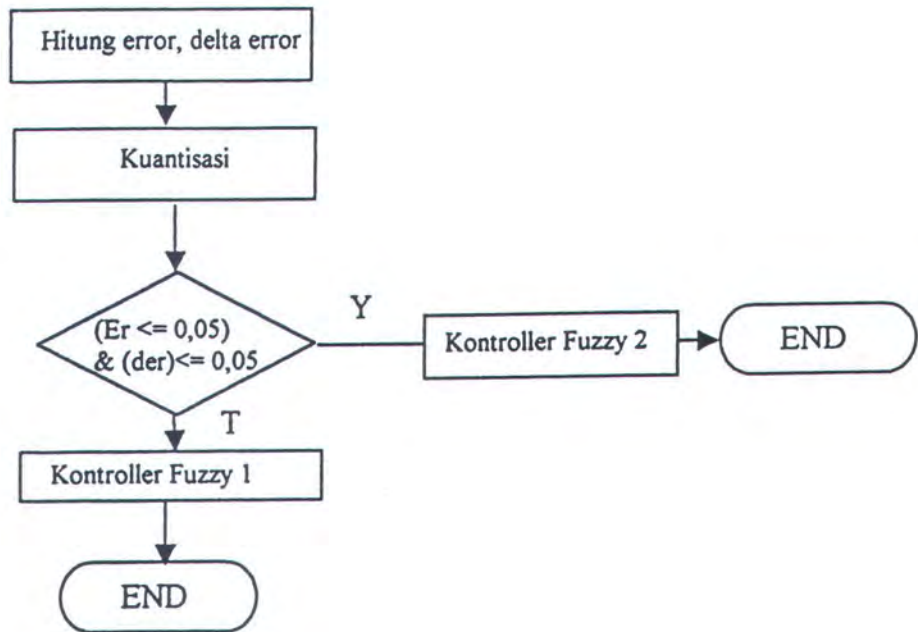 Hitung error, delta error
Kuantisasi
(Er <= 0,05)
& (der)<= 0,05
Y
Kontroller Fuzzy 2
END
T
Kontroller Fuzzy 1
END